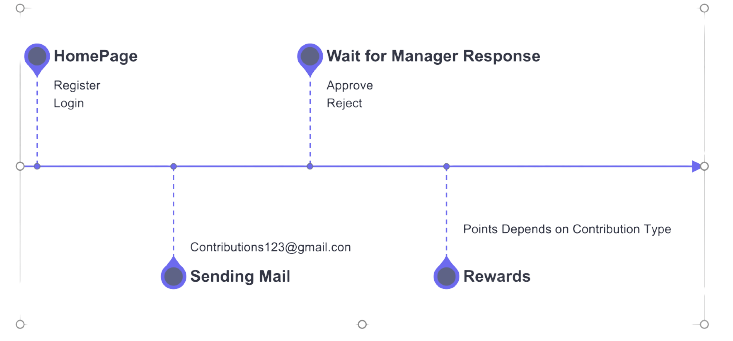 HomePage
Register
Login
Wait for Manager Response
Approve
Reject
Contributions123@gmail.con
Sending Mail
Points Depends on Contribution Type
Rewards